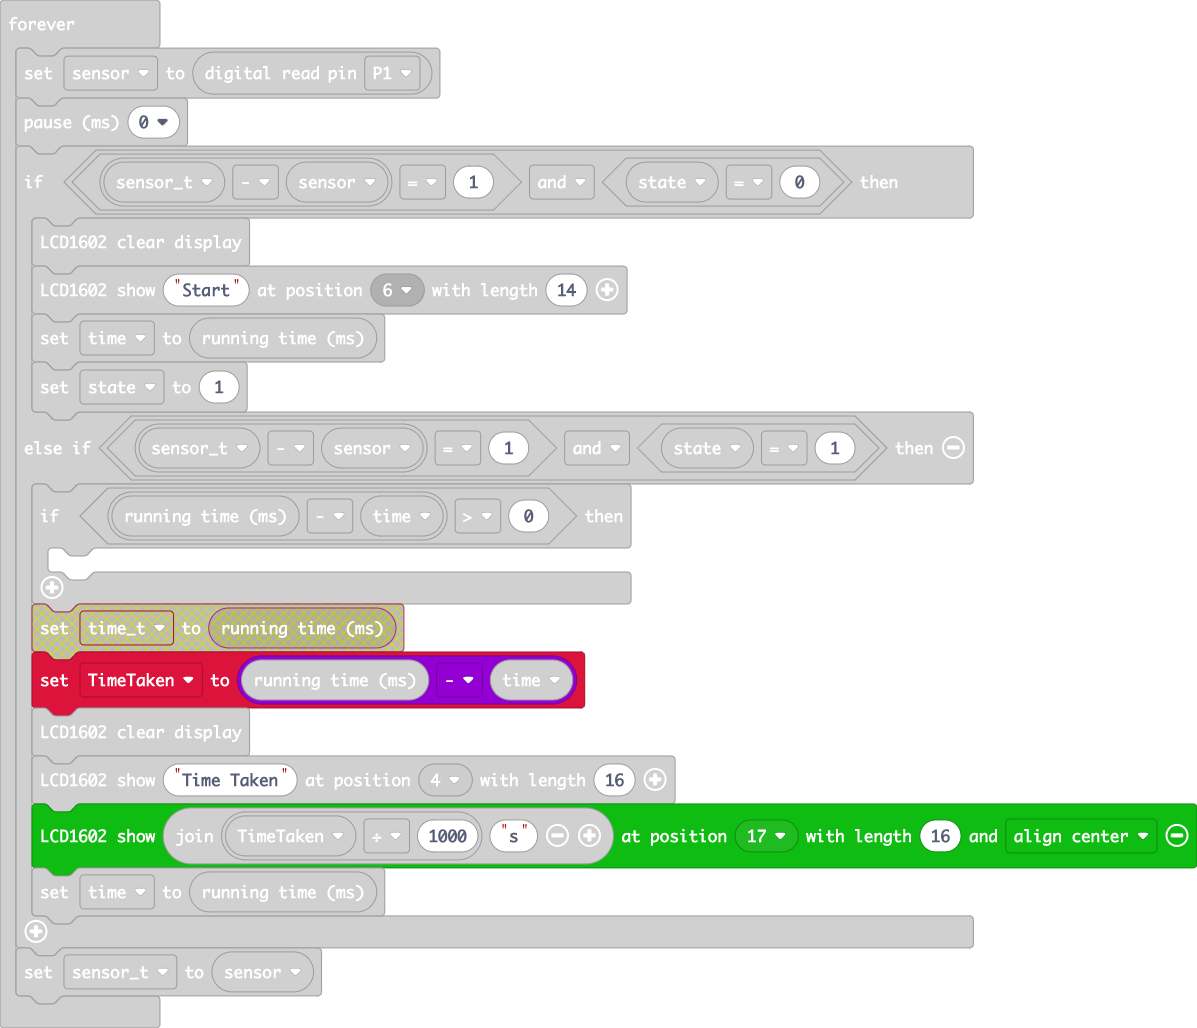 forever
set sensor to digital read pin P1
pause (ms) 0
if sensor_t - sensor = 1 and state = 0 then
LCD1602 clear display
LCD1602 show "Start" at position 6 with length 14
set time to running time (ms)
set state to 1
else if sensor_t - sensor = 1 and state = 1 then
if running time (ms) - time > 0 then
set time_t to running time (ms)
set TimeTaken to running time (ms) - time
LCD1602 clear display
LCD1602 show "Time Taken" at position 4 with length 16
LCD1602 show join TimeTaken ÷ 1000 "s" at position 17 with length 16 and align center
set time to running time (ms)
set sensor_t to sensor